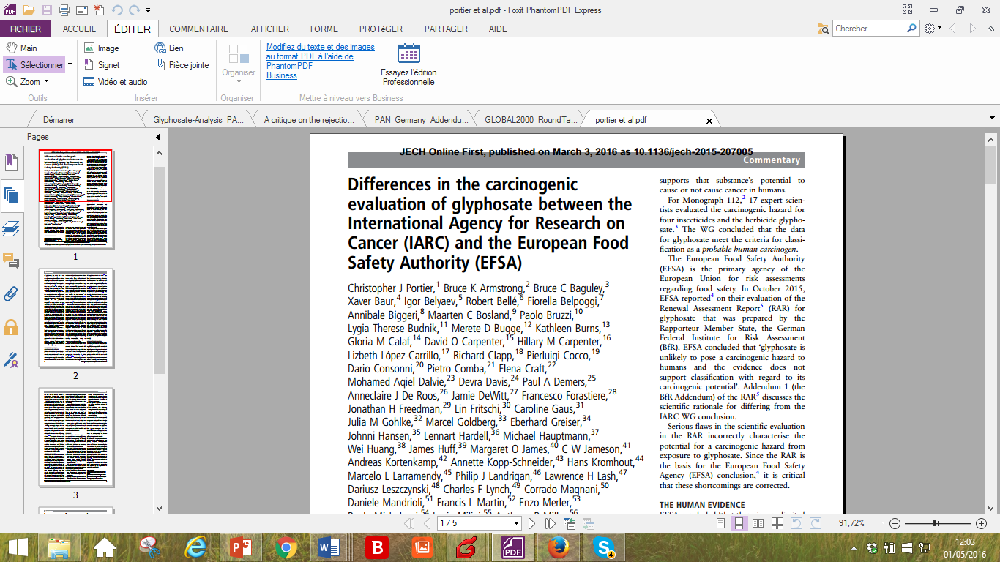 portier et al.pdf - Foxit PhantomPDF Express
FICHIER ACCUEIL ÉDITER COMMENTAIRE AFFICHER FORME PROTéGER PARTAGER AIDE
Chercher
Main
Sélectionner
Zoom
Outils
Image
Signet
Vidéo et audio
Lien
Pièce jointe
Insérer
Organiser
Organiser
Modifiez du texte et des images
au format PDF à l'aide de
PhantomPDF
Business
Essayez l'édition
Professionnelle
Mettre à niveau vers Business
Démarrer
Glyphosate-Analysis_PA...
A critique on the rejectio...
PAN_Germany_Addendu...
GLOBAL2000_RoundTa...
portier et al.pdf
Pages
1
2
3
JECH Online First, published on March 3, 2016 as 10.1136/jech-2015-207005
Commentary
Differences in the carcinogenic
evaluation of glyphosate between the
International Agency for Research on
Cancer (IARC) and the European Food
Safety Authority (EFSA)
Christopher J Portier,1 Bruce K Armstrong,2 Bruce C Baguley,3
Xaver Baur,4 Igor Belyaev,5 Robert Bellé,6 Fiorella Belpoggi,7
Annibale Biggeri,8 Maarten C Bosland,9 Paolo Bruzzi,10
Lygia Therese Budnik,11 Merete D Bugge,12 Kathleen Burns,13
Gloria M Calaf,14 David O Carpenter,15 Hillary M Carpenter,16
Lizbeth López-Carrillo,17 Richard Clapp,18 Pierluigi Cocco,19
Dario Consonni,20 Pietro Comba,21 Elena Craft,22
Mohamed Aqiel Dalvie,23 Devra Davis,24 Paul A Demers,25
Anneclaire J De Roos,26 Jamie DeWitt,27 Francesco Forastiere,28
Jonathan H Freedman,29 Lin Fritschi,30 Caroline Gaus,31
Julia M Gohlke,32 Marcel Goldberg,33 Eberhard Greiser,34
Johnni Hansen,35 Lennart Hardell,36 Michael Hauptmann,37
Wei Huang,38 James Huff,39 Margaret O James,40 C W Jameson,41
Andreas Kortenkamp,42 Annette Kopp-Schneider,43 Hans Kromhout,44
Marcelo L Larramendy,45 Philip J Landrigan,46 Lawrence H Lash,47
Dariusz Leszczynski,48 Charles F Lynch,49 Corrado Magnani,50
Daniele Mandrioli,51 Francis L Martin,52 Enzo Merler,53
supports that substance's potential to
cause or not cause cancer in humans.
For Monograph 112,2 17 expert scien-
tists evaluated the carcinogenic hazard for
four insecticides and the herbicide glypho-
sate.3 The WG concluded that the data
for glyphosate meet the criteria for classi-
fication as a probable human carcinogen.
The European Food Safety Authority
(EFSA) is the primary agency of the
European Union for risk assessments
regarding food safety. In October 2015,
EFSA reported4 on their evaluation of the
Renewal Assessment Report5 (RAR) for
glyphosate that was prepared by the
Rapporteur Member State, the German
Federal Institute for Risk Assessment
(BfR). EFSA concluded that 'glyphosate is
unlikely to pose a carcinogenic hazard to
humans and the evidence does not
support classification with regard to its
carcinogenic potential'. Addendum 1 (the
BfR Addendum) of the RAR5 discusses the
scientific rationale for differing from the
IARC WG conclusion.
Serious flaws in the scientific evaluation
in the RAR incorrectly characterise the
potential for a carcinogenic hazard from
exposure to glyphosate. Since the RAR is
the basis for the European Food Safety
Agency (EFSA) conclusion,4 it is critical
that these shortcomings are corrected.
THE HUMAN EVIDENCE
1 / 5
91,72%
12:03
01/05/2016